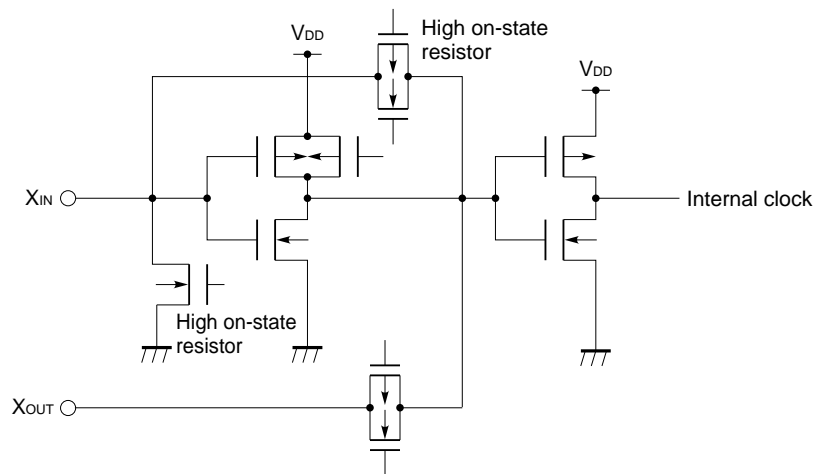 High on-state
resistor
VDD
VDD
XIN
Internal clock
High on-state
resistor
XOUT